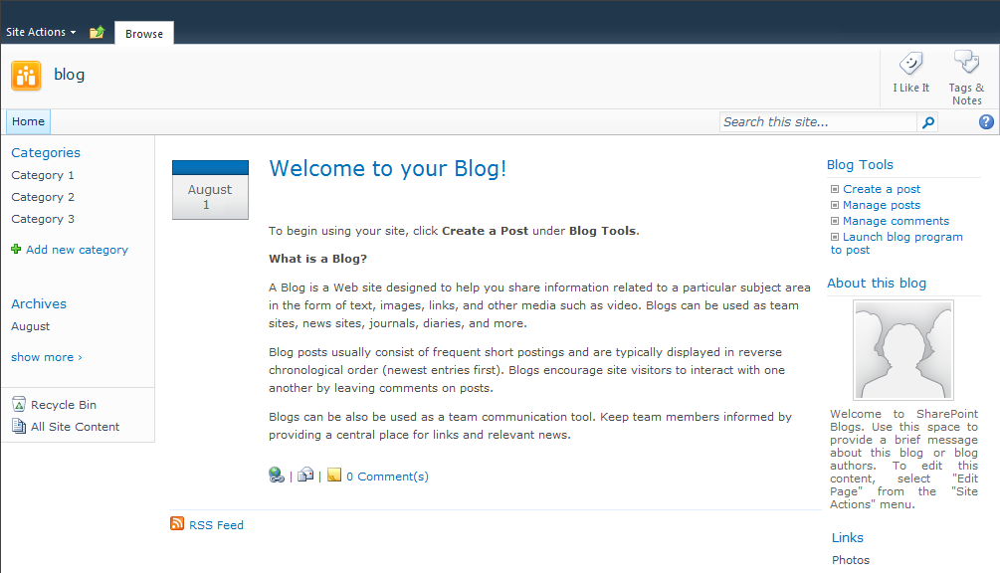 Site Actions
Browse
blog
I Like It
Tags &
Notes
Home
Search this site...
?
Categories
Category 1
Category 2
Category 3
Add new category
Archives
August
show more ›
Recycle Bin
All Site Content
August
1
Welcome to your Blog!
To begin using your site, click Create a Post under Blog Tools.
What is a Blog?
A Blog is a Web site designed to help you share information related to a particular subject area
in the form of text, images, links, and other media such as video. Blogs can be used as team
sites, news sites, journals, diaries, and more.
Blog posts usually consist of frequent short postings and are typically displayed in reverse
chronological order (newest entries first). Blogs encourage site visitors to interact with one
another by leaving comments on posts.
Blogs can be also be used as a team communication tool. Keep team members informed by
providing a central place for links and relevant news.
| | 0 Comment(s)
RSS Feed
Blog Tools
Create a post
Manage posts
Manage comments
Launch blog program
to post
About this blog
Welcome to SharePoint
Blogs. Use this space to
provide a brief message
about this blog or blog
authors. To edit this
content, select "Edit
Page" from the "Site
Actions" menu.
Links
Photos